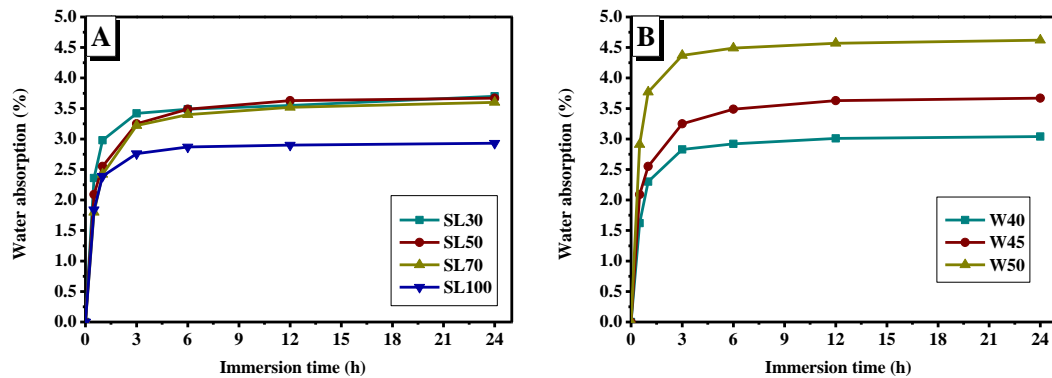 A
5.0
4.5
4.0
3.5
3.0
2.5
2.0
1.5
1.0
0.5
0.0
Water absorption (%)
0 3 6 9 12 15 18 21 24
Immersion time (h)
SL30
SL50
SL70
SL100
B
5.0
4.5
4.0
3.5
3.0
2.5
2.0
1.5
1.0
0.5
0.0
Water absorption (%)
0 3 6 9 12 15 18 21 24
Immersion time (h)
W40
W45
W50